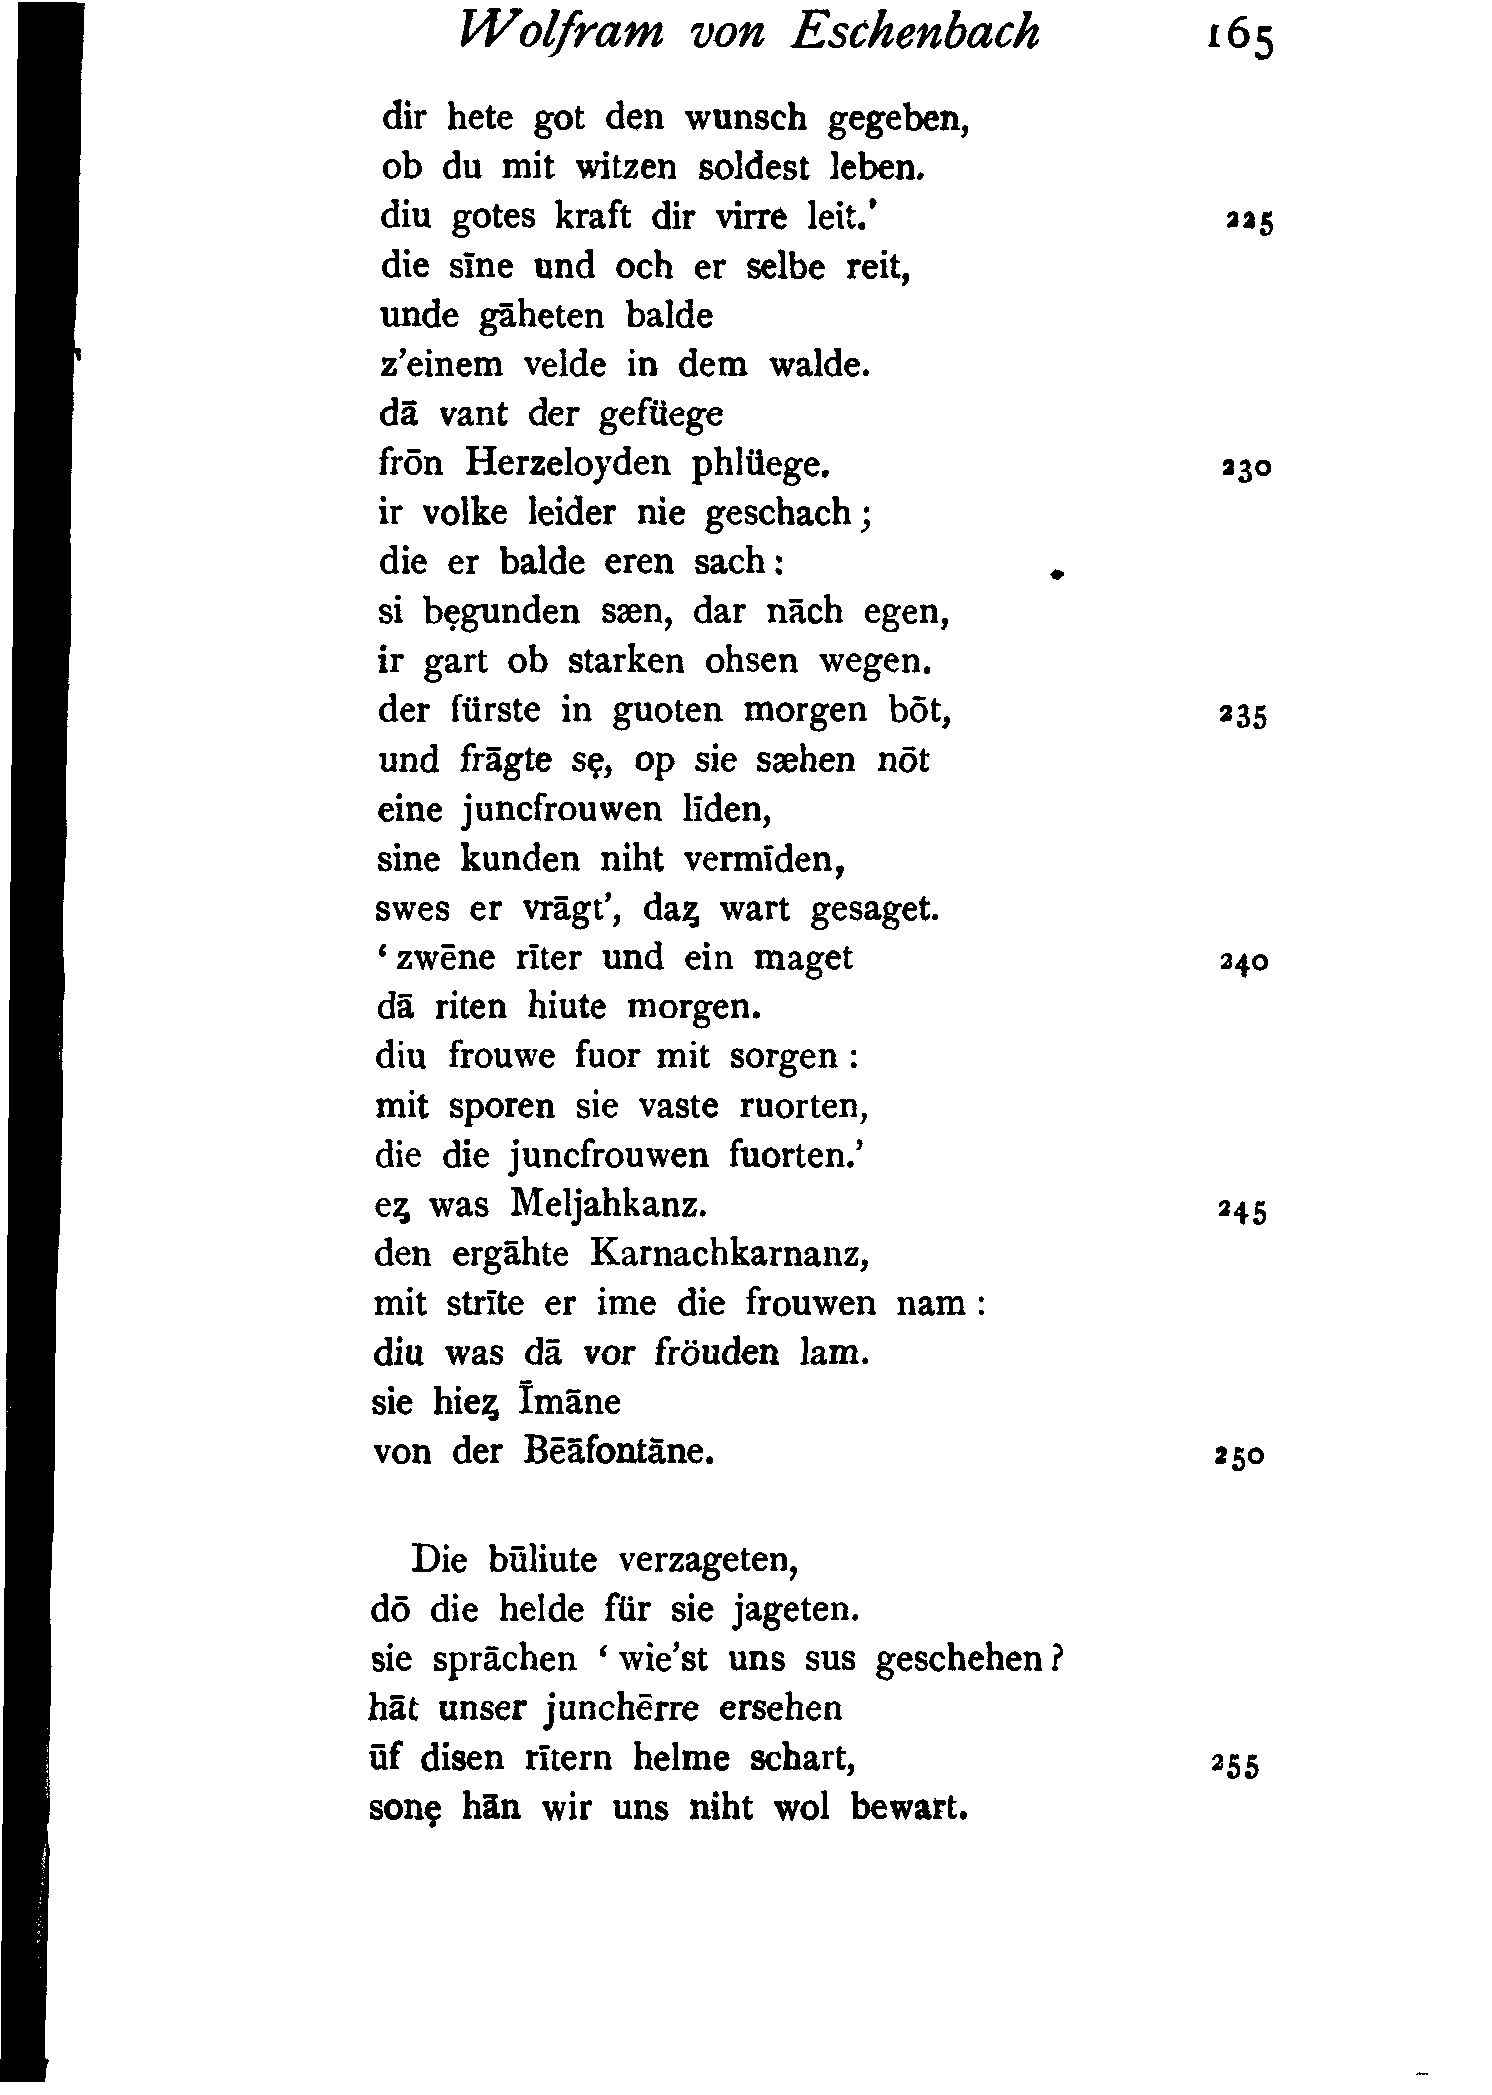 Wolfram von Eschenbach 165
dir hete got den wunsch gegeben,
ob du mit witzen soldest leben.
diu gotes kraft dir virre leit.' 225
die sīne und och er selbe reit,
unde gāheten balde
z'einem velde in dem walde.
dā vant der gefüege
frōn Herzeloyden phlüege. 230
ir volke leider nie geschach;
die er balde eren sach:
si bęgunden sæn, dar nāch egen,
ir gart ob starken ohsen wegen.
der fürste in guoten morgen bōt, 235
und frāgte sę, op sie sæhen nōt
eine juncfrouwen līden,
sine kunden niht vermīden,
swes er vrāgt', daȥ wart gesaget.
'zwēne rīter und ein maget 240
dā riten hiute morgen.
diu frouwe fuor mit sorgen:
mit sporen sie vaste ruorten,
die die juncfrouwen fuorten.'
eȥ was Meljahkanz. 245
den ergāhte Karnachkarnanz,
mit strīte er ime die frouwen nam:
diu was dā vor fröuden lam.
sie hieȥ Īmāne
von der Bēāfontāne. 250
Die būliute verzageten,
dō die helde für sie jageten.
sie sprāchen 'wie'st uns sus geschehen?
hāt unser junchērre ersehen
ūf disen rītern helme schart, 255
sonę hān wir uns niht wol bewart.